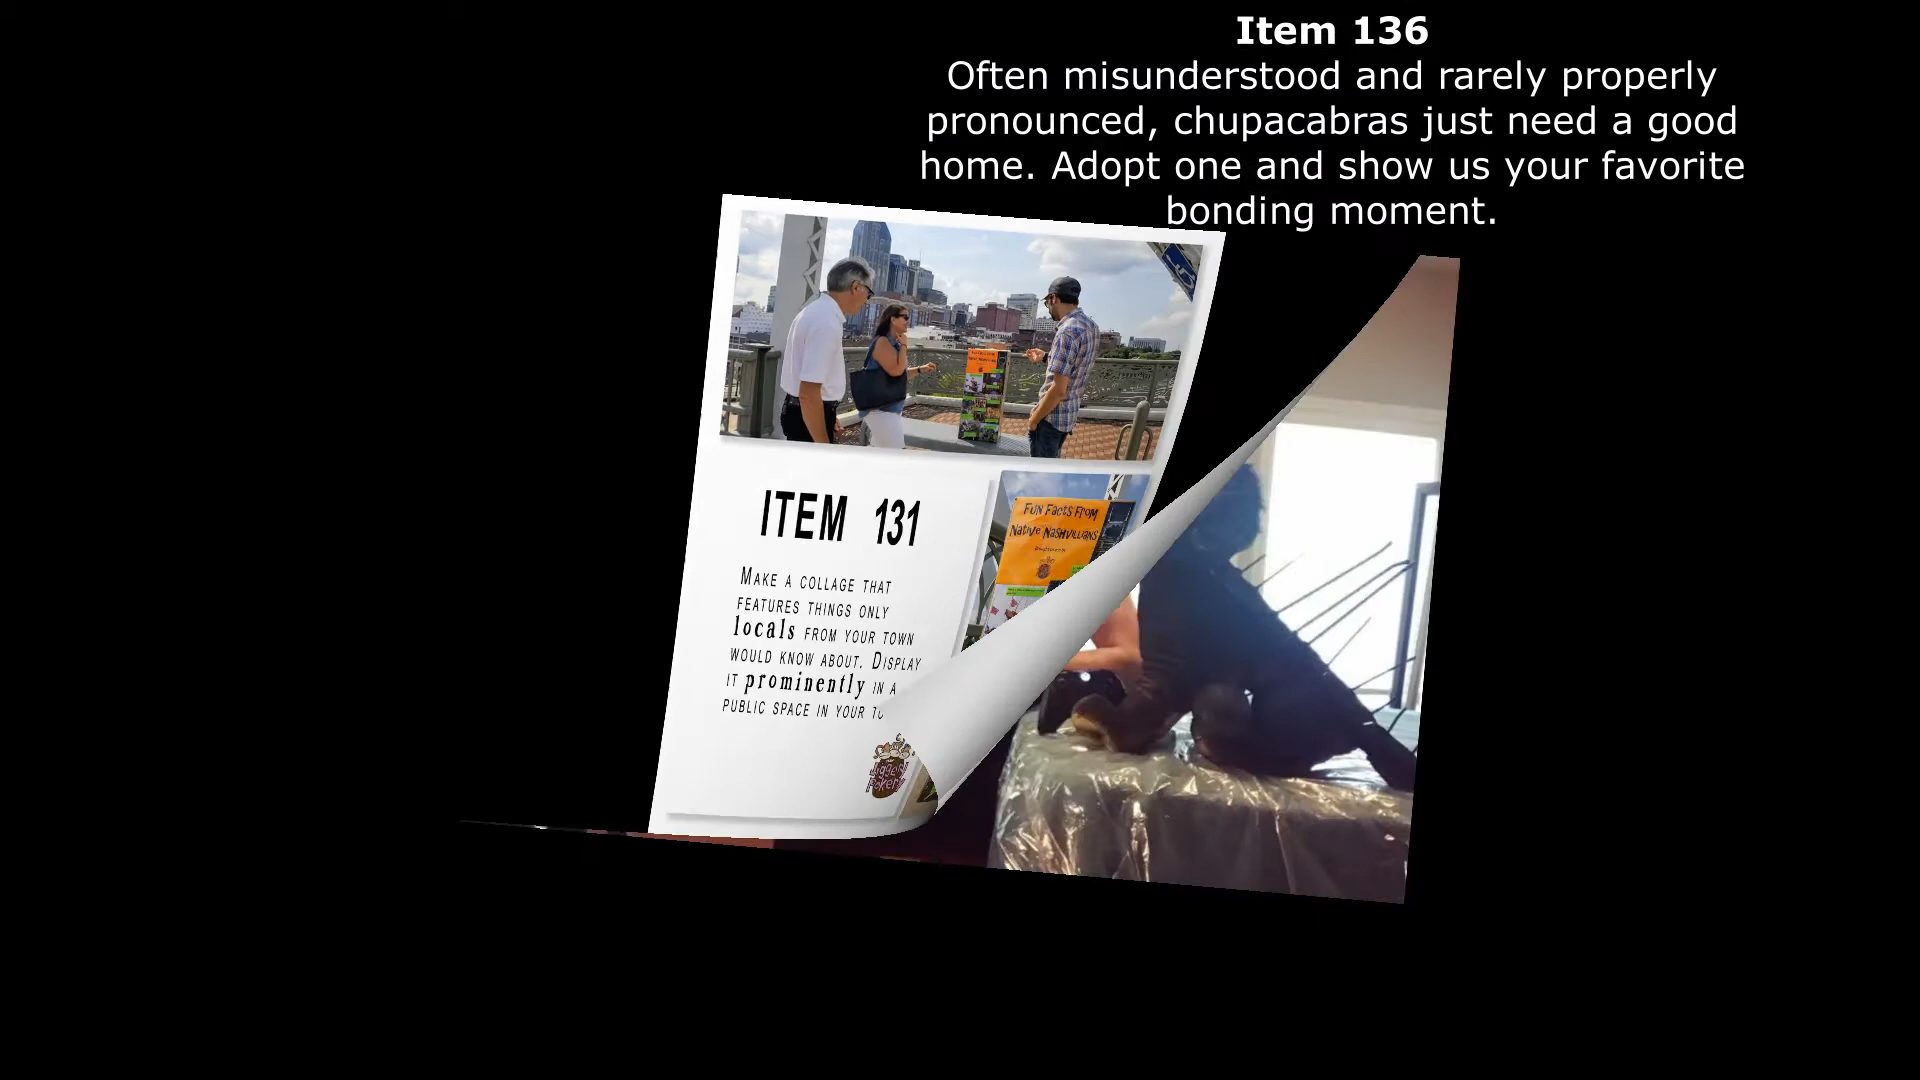 Item 136
Often misunderstood and rarely properly
pronounced, chupacabras just need a good
home. Adopt one and show us your favorite
bonding moment.
ITEM 131
MAKE A COLLAGE THAT
FEATURES THINGS ONLY
locals FROM YOUR TOWN
WOULD KNOW ABOUT. DISPLAY
IT prominently IN A
PUBLIC SPACE IN YOUR
FUN FACTS FROM
NATIVE NASHVILLIANS